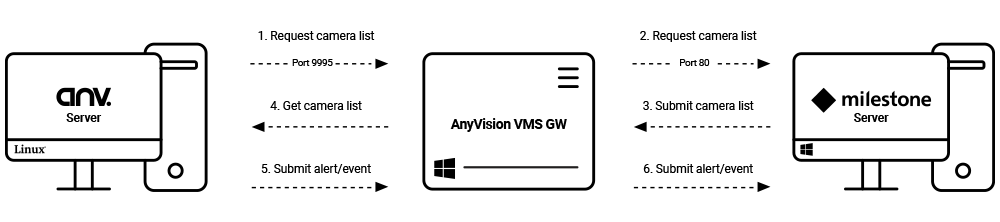 anv.
Server
Linux
1. Request camera list
Port 9995
4. Get camera list
5. Submit alert/event
AnyVision VMS GW
2. Request camera list
Port 80
3. Submit camera list
6. Submit alert/event
milestone
Server